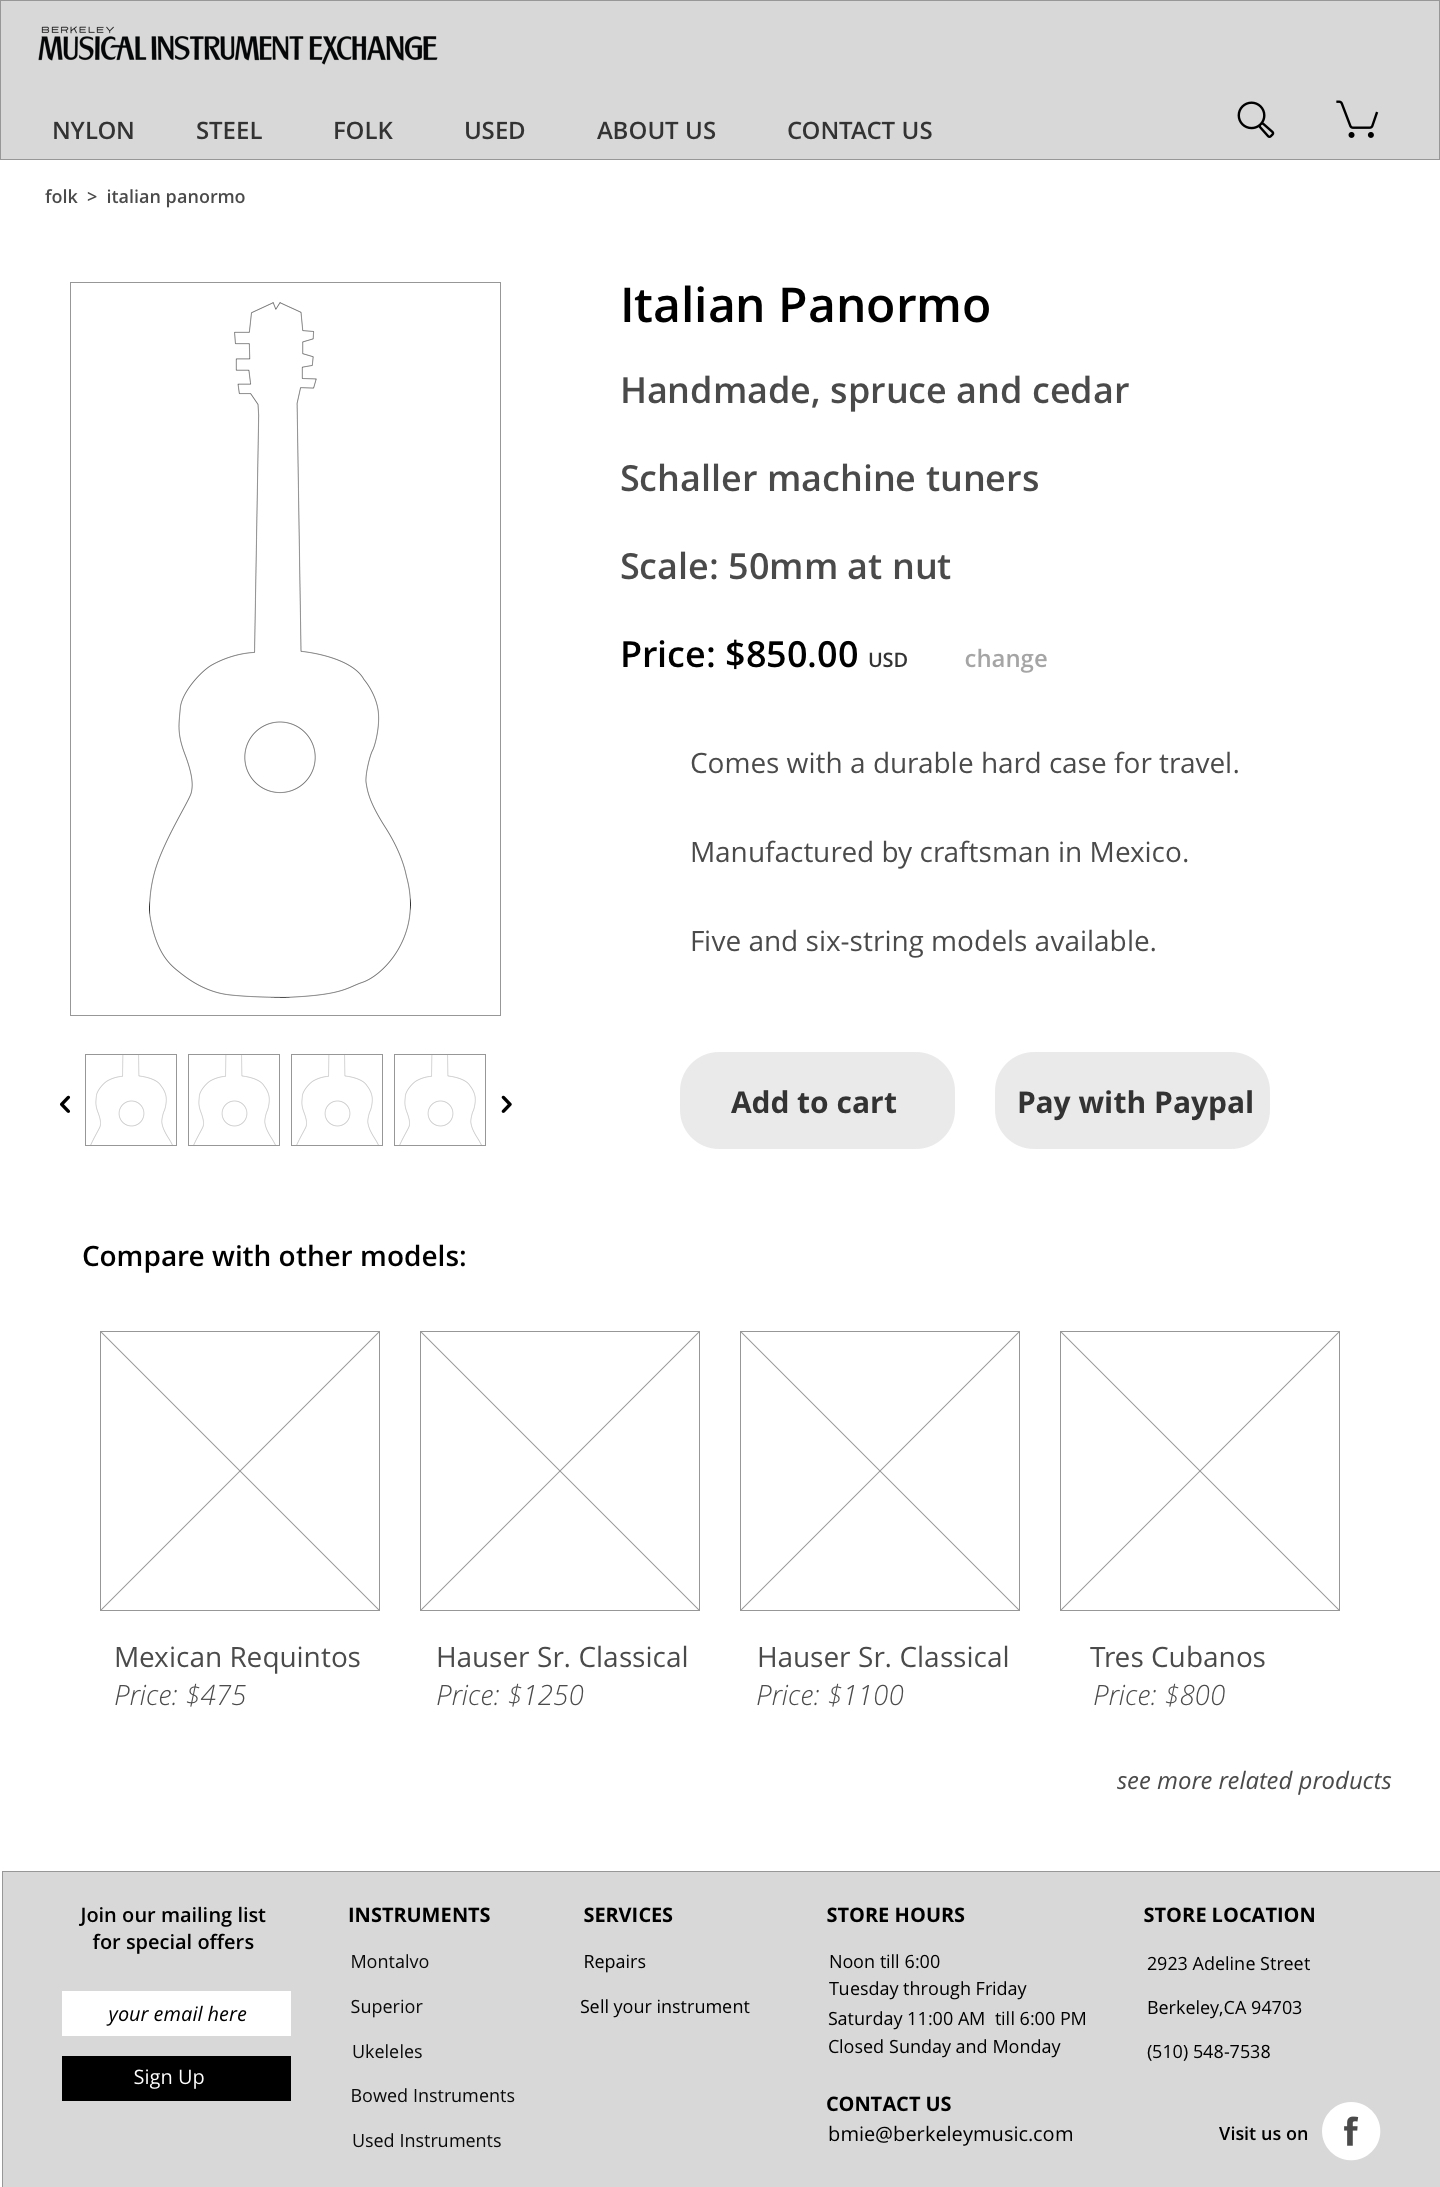 BERKELEY
MUSICAL INSTRUMENT EXCHANGE
NYLON STEEL FOLK USED ABOUT US CONTACT US
folk > italian panormo
Italian Panormo
Handmade, spruce and cedar
Schaller machine tuners
Scale: 50mm at nut
Price: $850.00 USD change
Comes with a durable hard case for travel.
Manufactured by craftsman in Mexico.
Five and six-string models available.
Add to cart
Pay with Paypal
Compare with other models:
Mexican Requintos
Price: $475
Hauser Sr. Classical
Price: $1250
Hauser Sr. Classical
Price: $1100
Tres Cubanos
Price: $800
see more related products
Join our mailing list
for special offers
your email here
Sign Up
INSTRUMENTS
Montalvo
Superior
Ukeleles
Bowed Instruments
Used Instruments
SERVICES
Repairs
Sell your instrument
STORE HOURS
Noon till 6:00
Tuesday through Friday
Saturday 11:00 AM till 6:00 PM
Closed Sunday and Monday
CONTACT US
bmie@berkeleymusic.com
STORE LOCATION
2923 Adeline Street
Berkeley,CA 94703
(510) 548-7538
Visit us on f